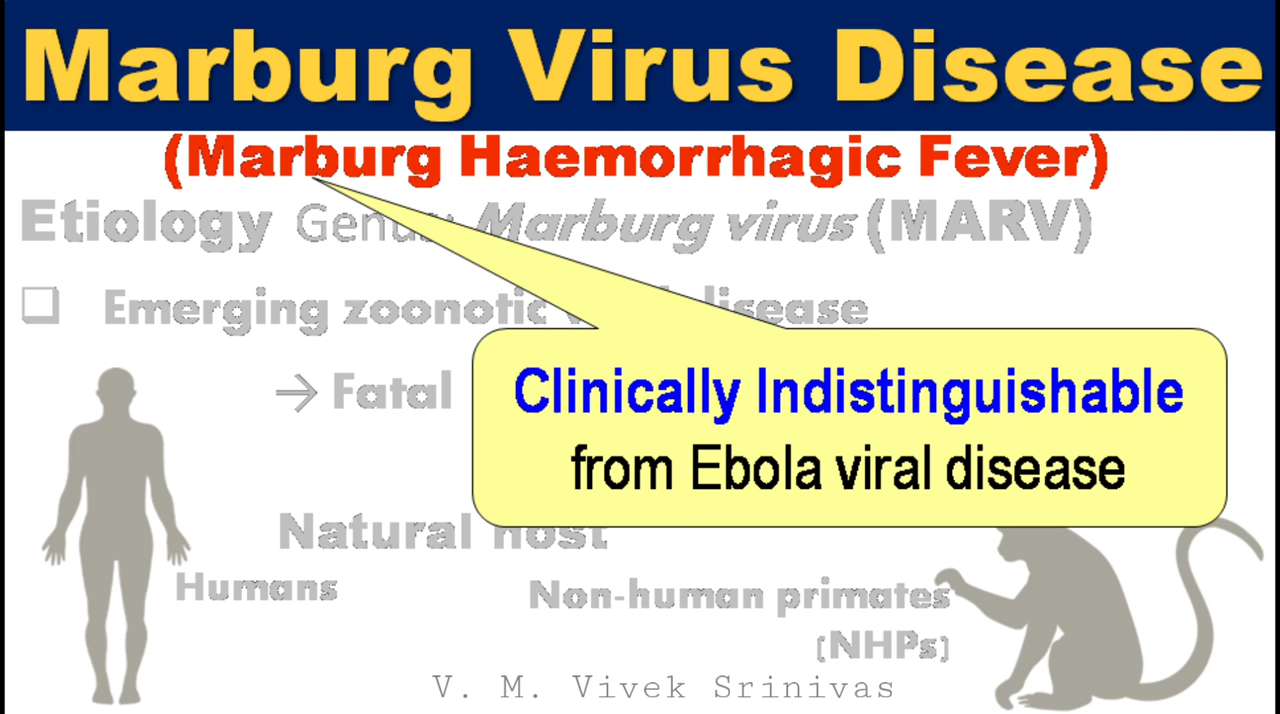 Marburg Virus Disease
(Marburg Haemorrhagic Fever)
Etiology Genus: Marburg virus (MARV)
Emerging zoonotic disease
→ Fatal
Clinically Indistinguishable
from Ebola viral disease
Natural host
Humans
Non-human primates
(NHPs)
V. M. Vivek Srinivas